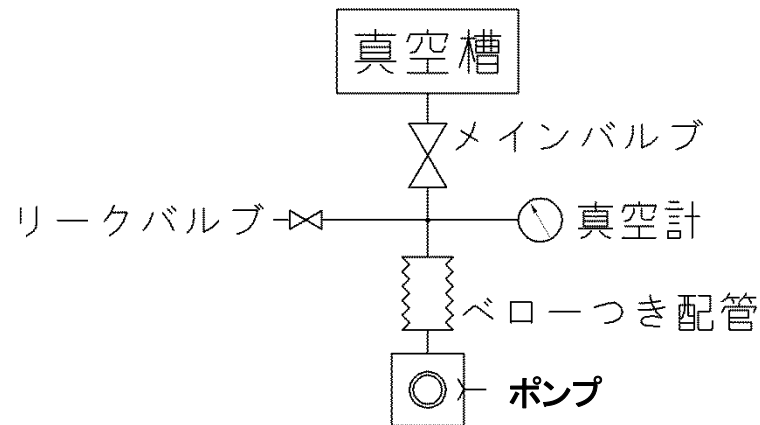 真空槽
メインバルブ
リークバルブ
真空計
ベローつき配管
ポンプ